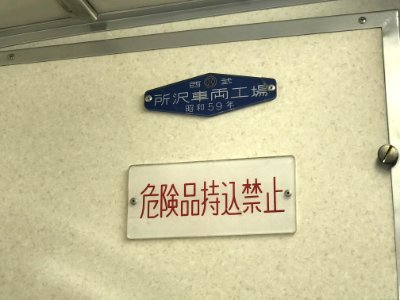 西武
所沢車両工場
昭和59年
危険品持込禁止